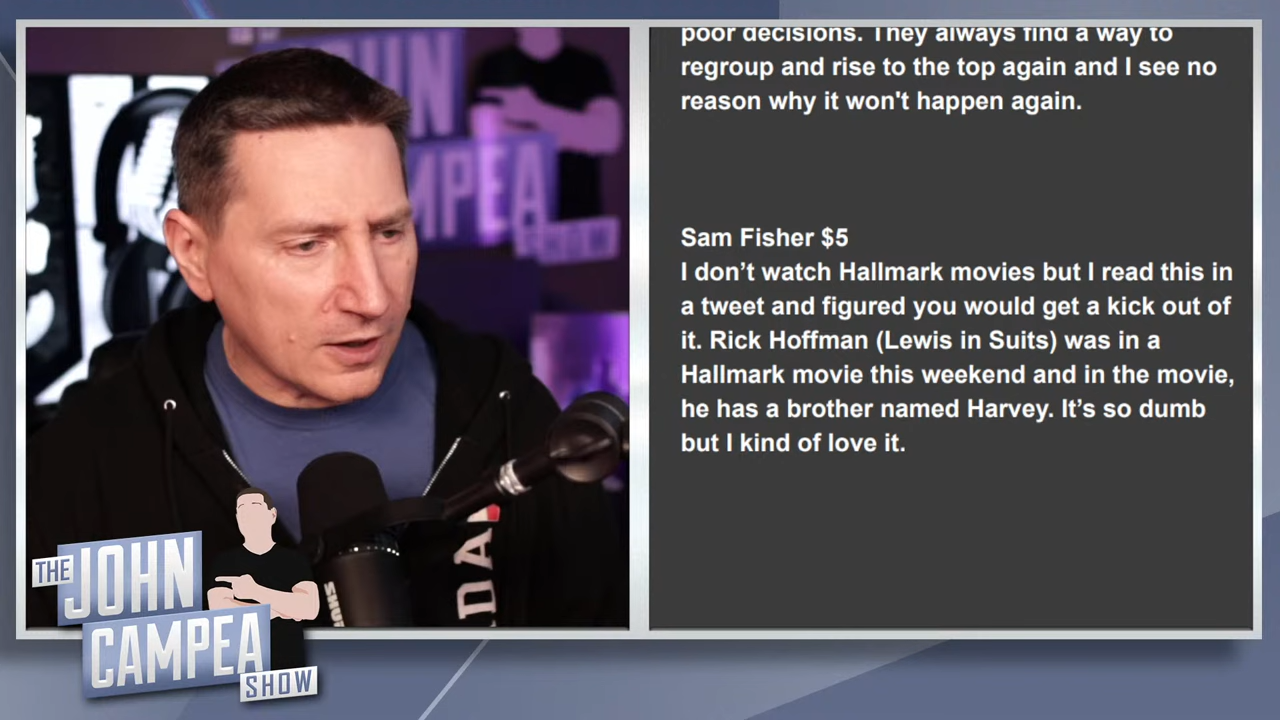 poor decisions. They always find a way to
regroup and rise to the top again and I see no
reason why it won't happen again.
Sam Fisher $5
I don’t watch Hallmark movies but I read this in
a tweet and figured you would get a kick out of
it. Rick Hoffman (Lewis in Suits) was in a
Hallmark movie this weekend and in the movie,
he has a brother named Harvey. It’s so dumb
but I kind of love it.
THE
JOHN
CAMPEA
SHOW